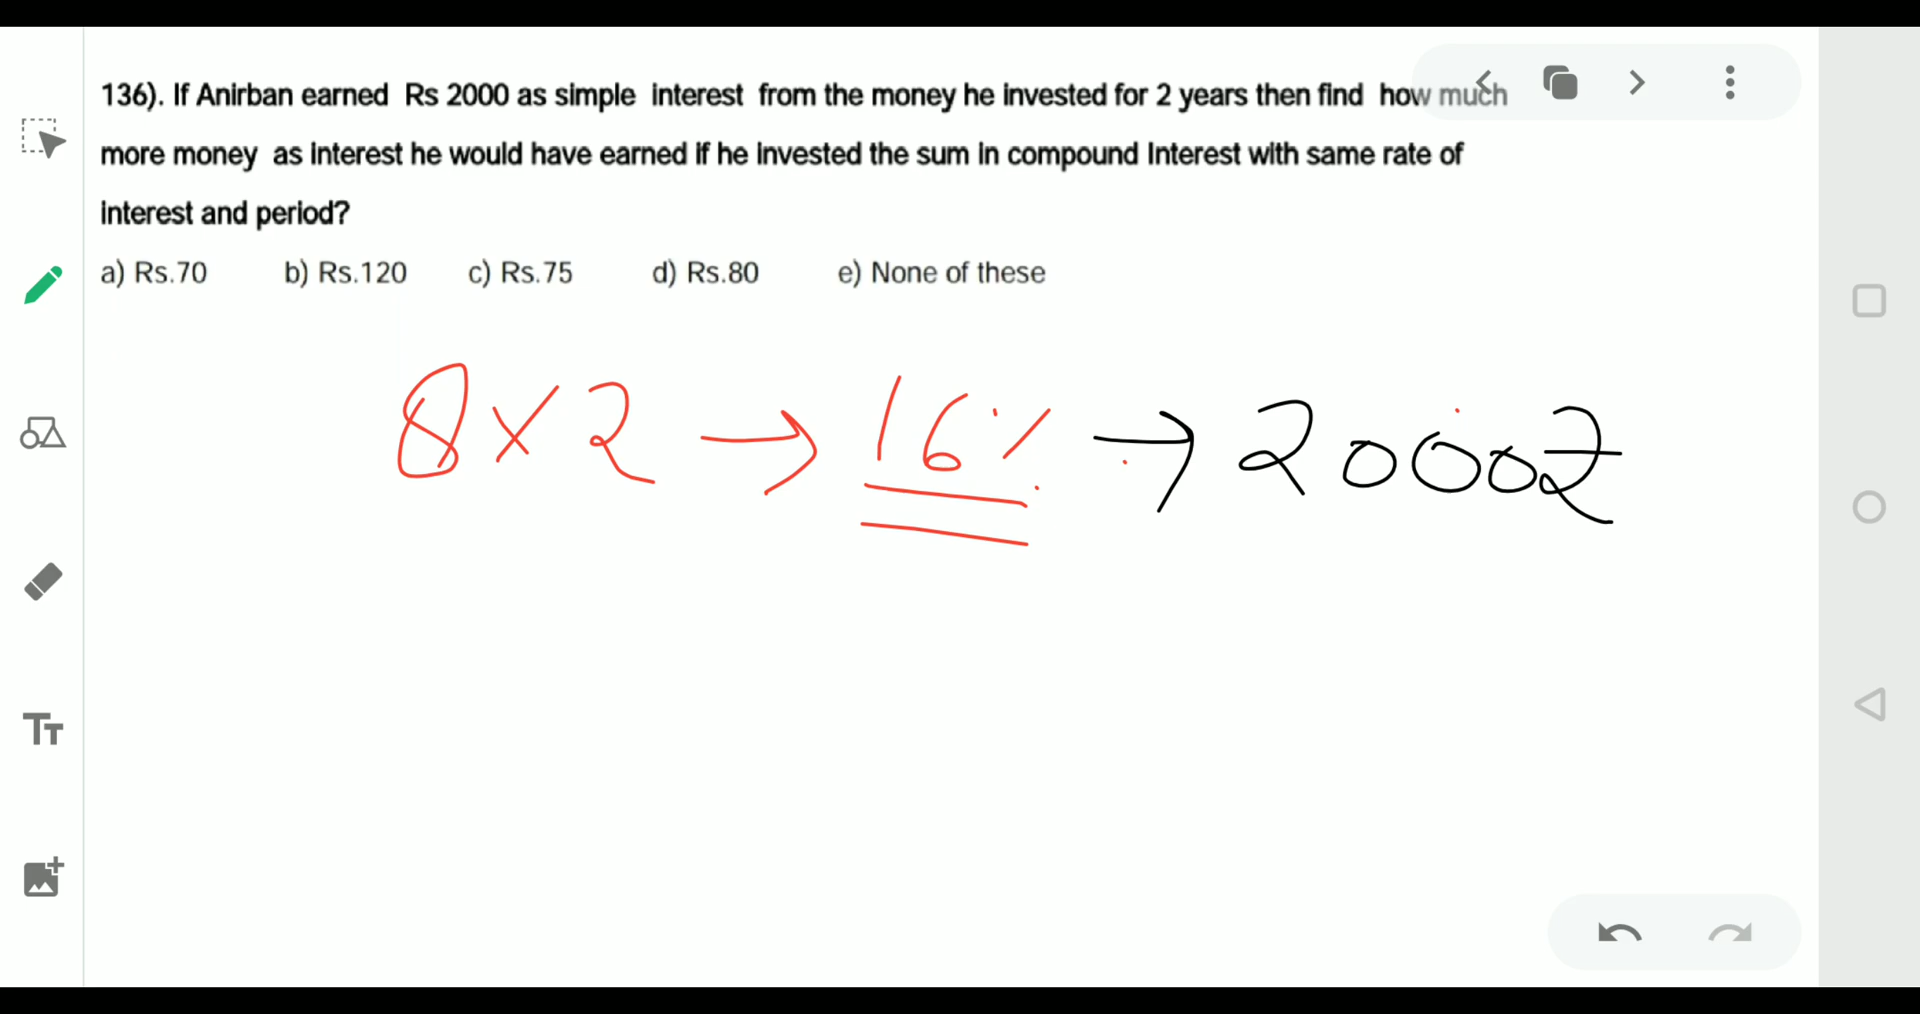 136). If Anirban earned Rs 2000 as simple interest from the money he invested for 2 years then find how much
more money as interest he would have earned if he invested the sum in compound Interest with same rate of
interest and period?
a) Rs.70 b) Rs.120 c) Rs.75 d) Rs.80 e) None of these
8 × 2 → 16% → 2000₹
TT